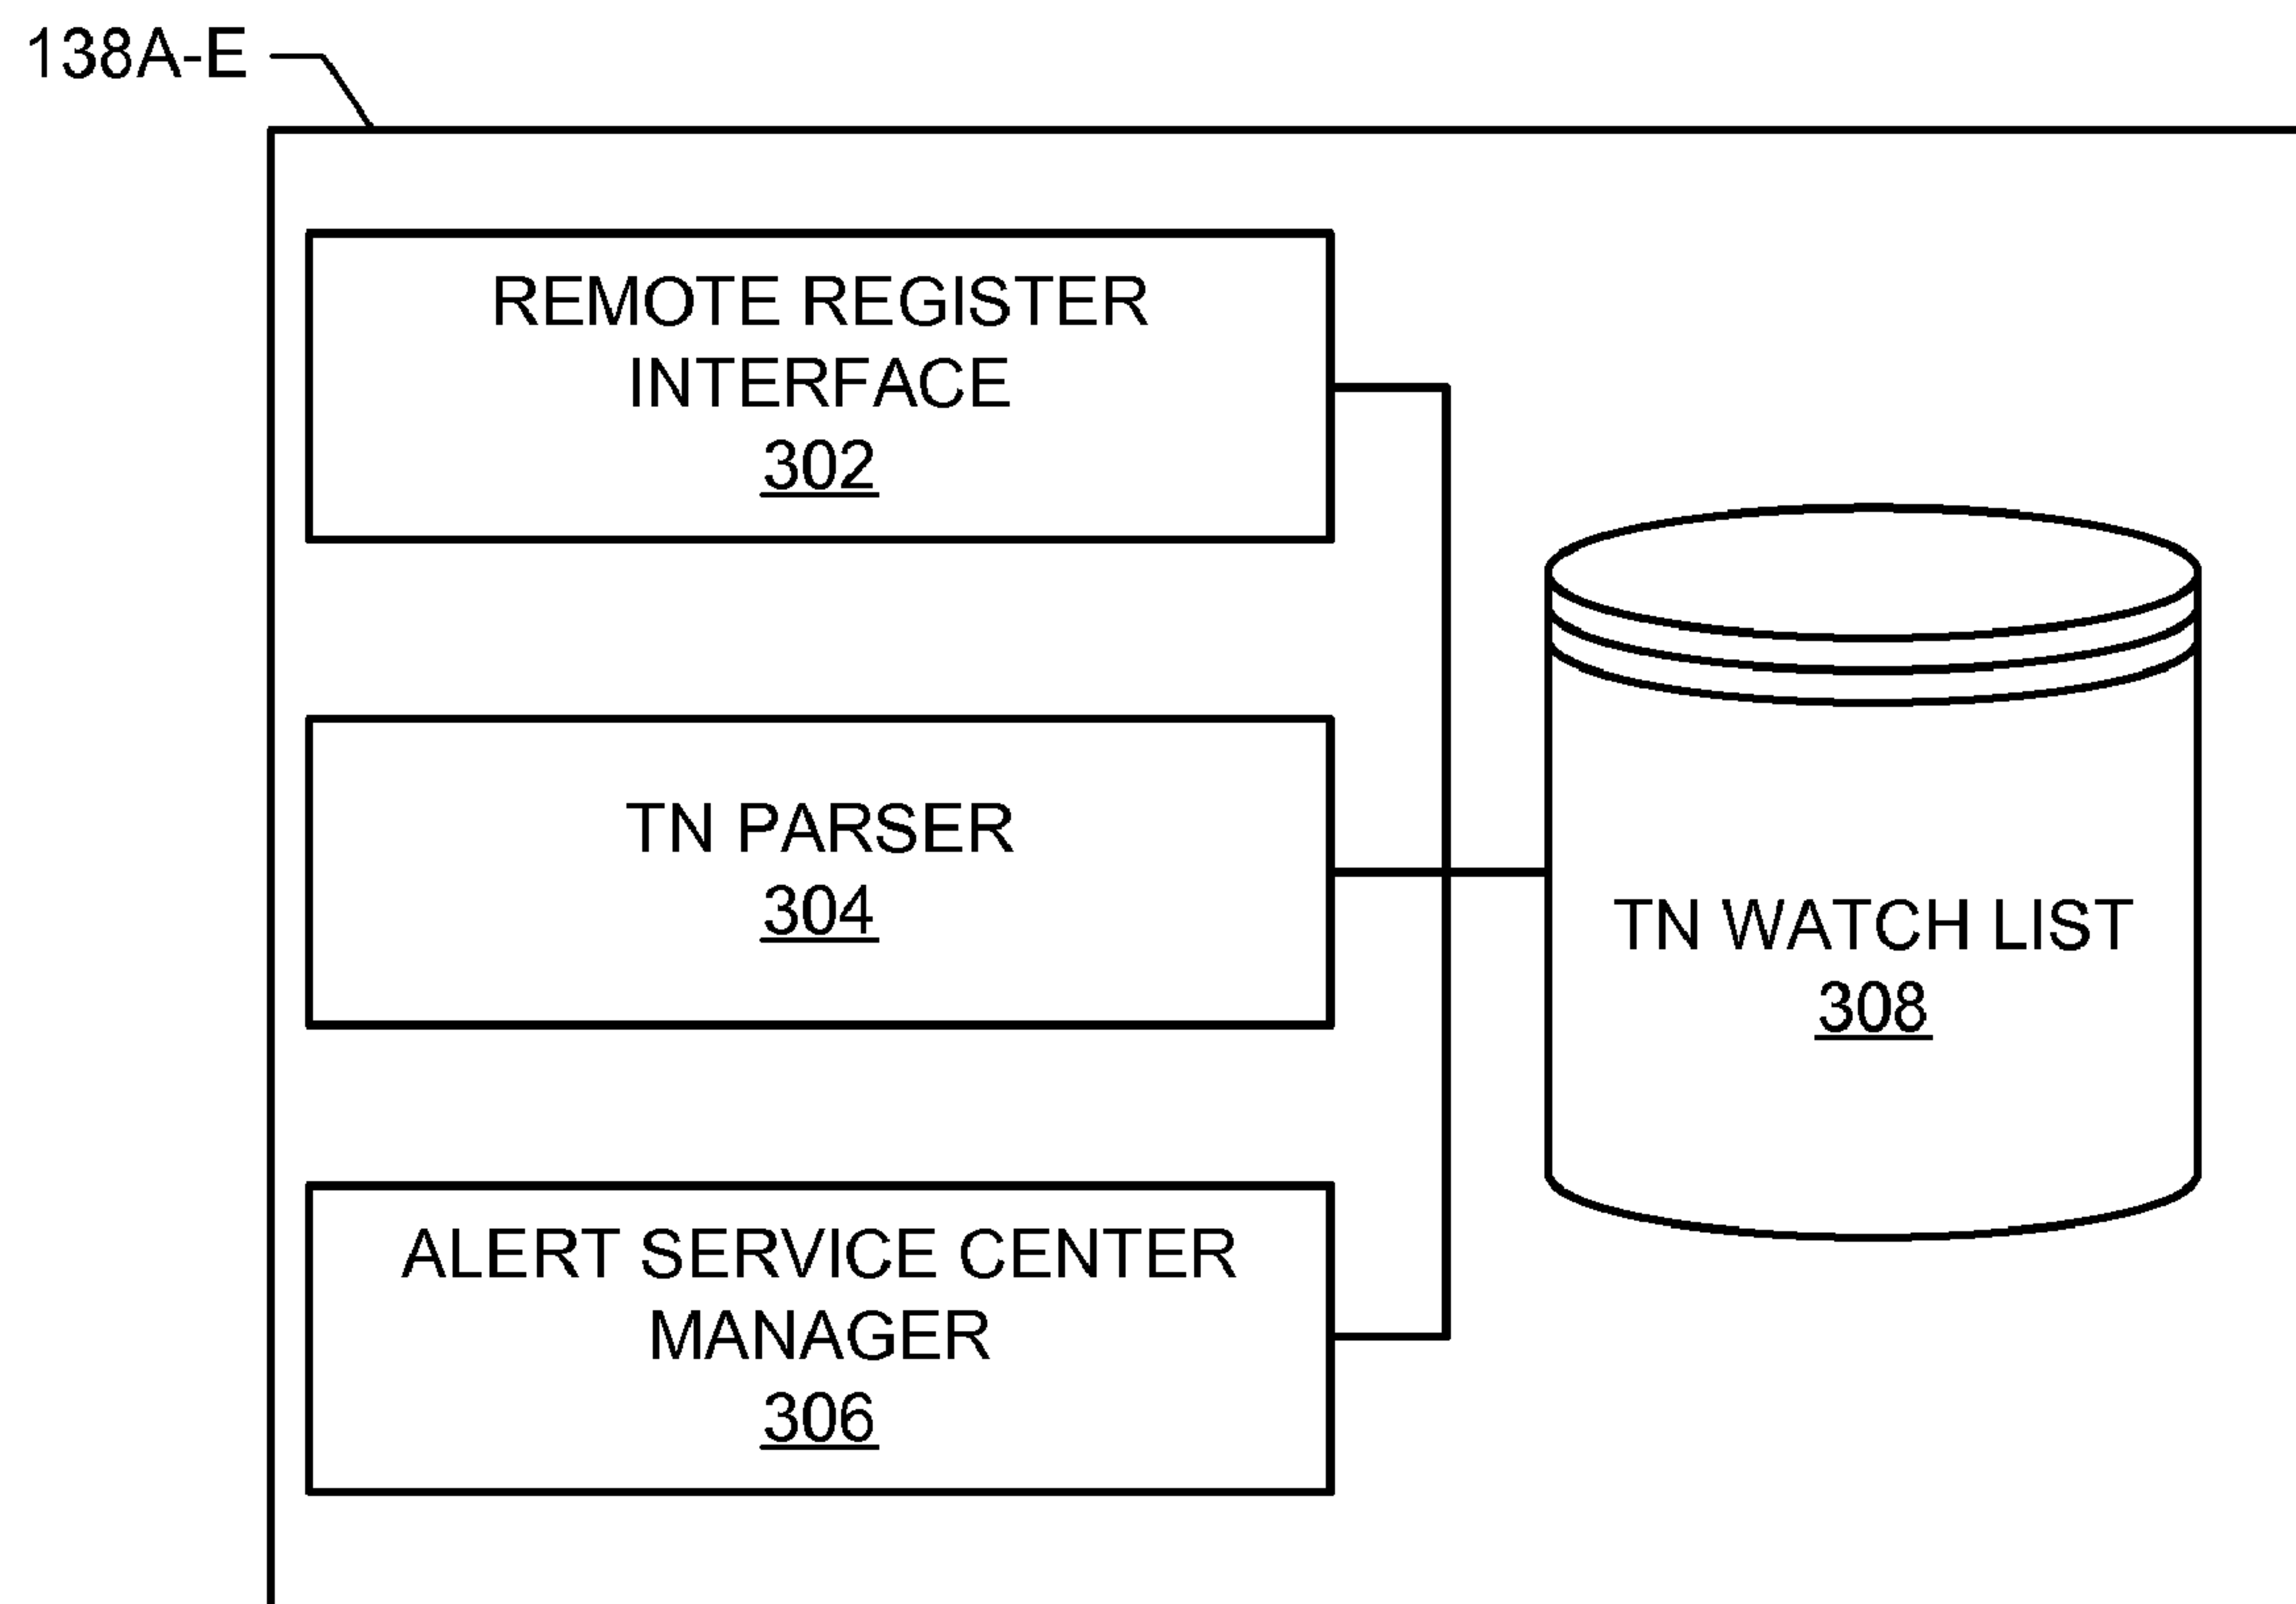 138A-E
REMOTE REGISTER
INTERFACE
302
TN PARSER
304
ALERT SERVICE CENTER
MANAGER
306
TN WATCH LIST
308